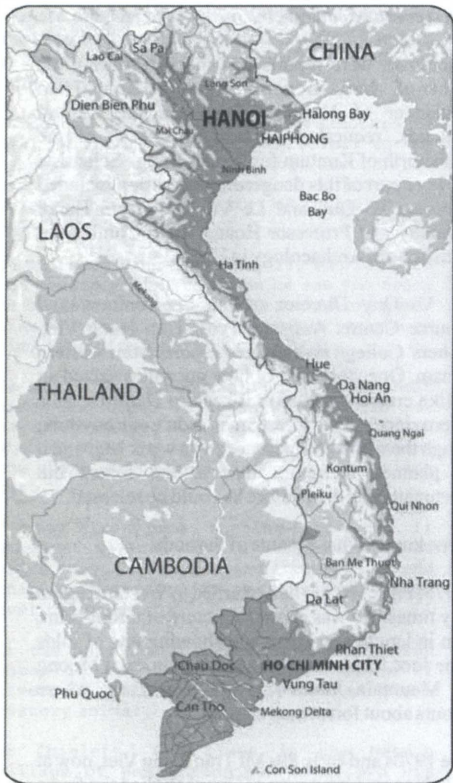 CHINA
Sa Pa
Lao Cai
Lang Son
Dien Bien Phu
HANOI
Halong Bay
Mai Chau
HAIPHONG
Ninh Binh
Bac Bo
Bay
LAOS
Ha Tinh
Mekong
Hue
THAILAND
Da Nang
Hoi An
Quang Ngai
Kontum
Pleiku
Qui Nhon
CAMBODIA
Ban Me Thuot
Nha Trang
Da Lat
Phan Thiet
Chau Doc
HO CHI MINH CITY
Phu Quoc
Vung Tau
Can Tho
Mekong Delta
Con Son Island